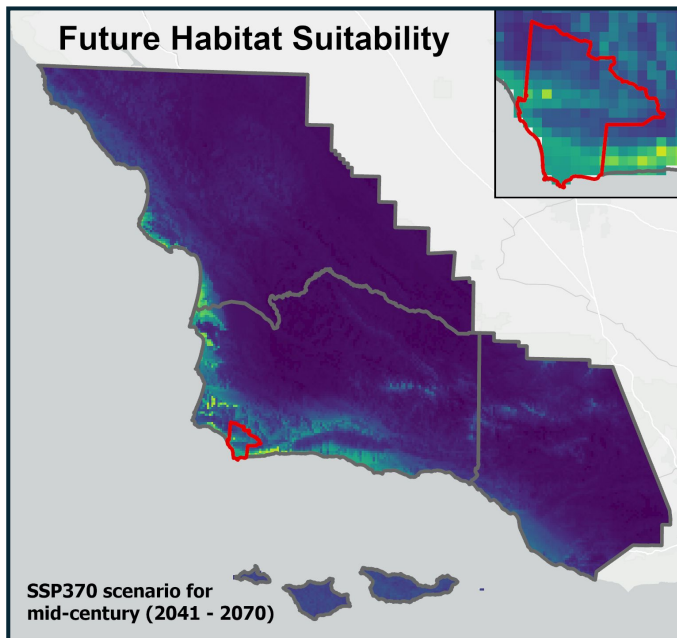 Future Habitat Suitability
SSP370 scenario for
mid-century (2041 - 2070)